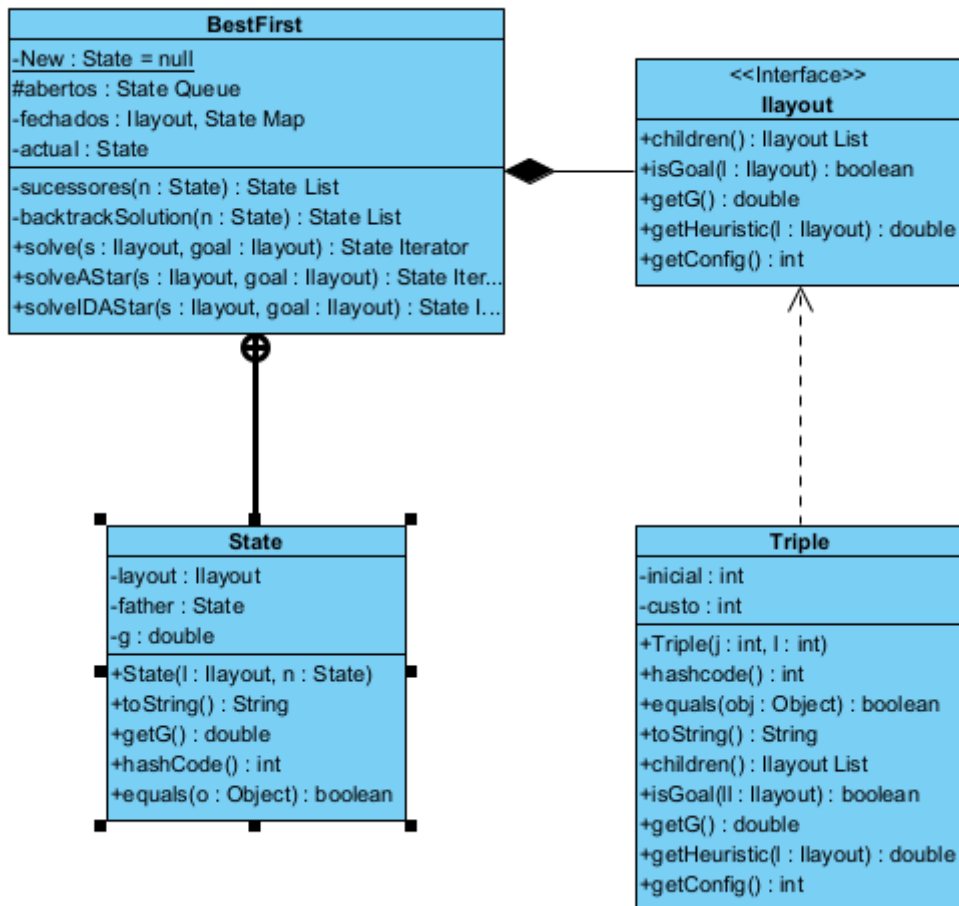 BestFirst
-New : State = null
#abertos : State Queue
-fechados : Ilayout, State Map
-actual : State
-sucessores(n : State) : State List
-backtrackSolution(n : State) : State List
+solve(s : Ilayout, goal : Ilayout) : State Iterator
+solveAStar(s : Ilayout, goal : Ilayout) : State Iter...
+solveIDAStar(s : Ilayout, goal : Ilayout) : State I...
<<Interface>>
Ilayout
+children() : Ilayout List
+isGoal(l : Ilayout) : boolean
+getG() : double
+getHeuristic(l : Ilayout) : double
+getConfig() : int
State
-layout : Ilayout
-father : State
-g : double
+State(l : Ilayout, n : State)
+toString() : String
+getG() : double
+hashCode() : int
+equals(o : Object) : boolean
Triple
-inicial : int
-custo : int
+Triple(j : int, l : int)
+hashcode() : int
+equals(obj : Object) : boolean
+toString() : String
+children() : Ilayout List
+isGoal(ll : Ilayout) : boolean
+getG() : double
+getHeuristic(l : Ilayout) : double
+getConfig() : int